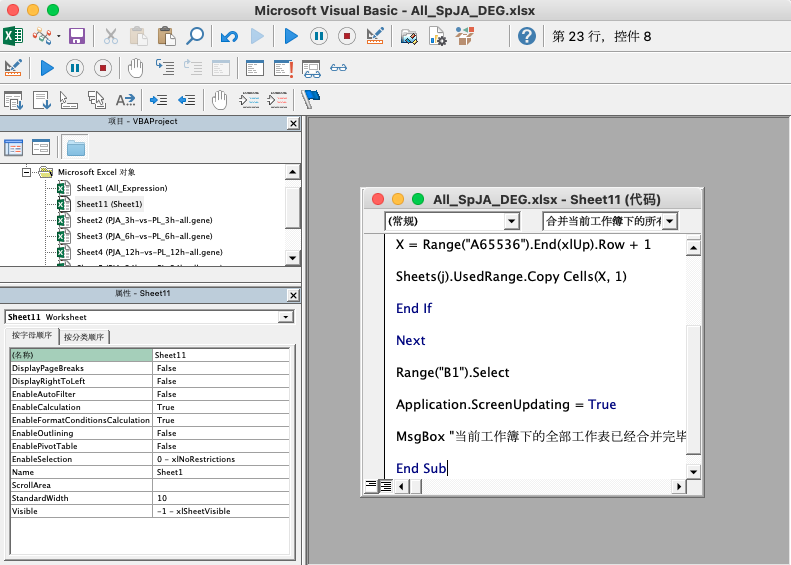 Microsoft Visual Basic - All_SpJA_DEG.xlsx
第 23 行，控件 8
项目 - VBAProject
Microsoft Excel 对象
Sheet1 (All_Expression)
Sheet11 (Sheet1)
Sheet2 (PJA_3h-vs-PL_3h-all.gene)
Sheet3 (PJA_6h-vs-PL_6h-all.gene)
Sheet4 (PJA_12h-vs-PL_12h-all.gene)
属性 - Sheet11
Sheet11 Worksheet
按字母顺序 按分类顺序
(名称) Sheet11
DisplayPageBreaks False
DisplayRightToLeft False
EnableAutoFilter False
EnableCalculation True
EnableFormatConditionsCalculation True
EnableOutlining False
EnablePivotTable False
EnableSelection 0 - xlNoRestrictions
Name Sheet1
ScrollArea
StandardWidth 10
Visible -1 - xlSheetVisible
All_SpJA_DEG.xlsx - Sheet11 (代码)
(常规) 合并当前工作簿下的所有
X = Range("A65536").End(xlUp).Row + 1
Sheets(j).UsedRange.Copy Cells(X, 1)
End If
Next
Range("B1").Select
Application.ScreenUpdating = True
MsgBox "当前工作簿下的全部工作表已经合并完毕
End Sub